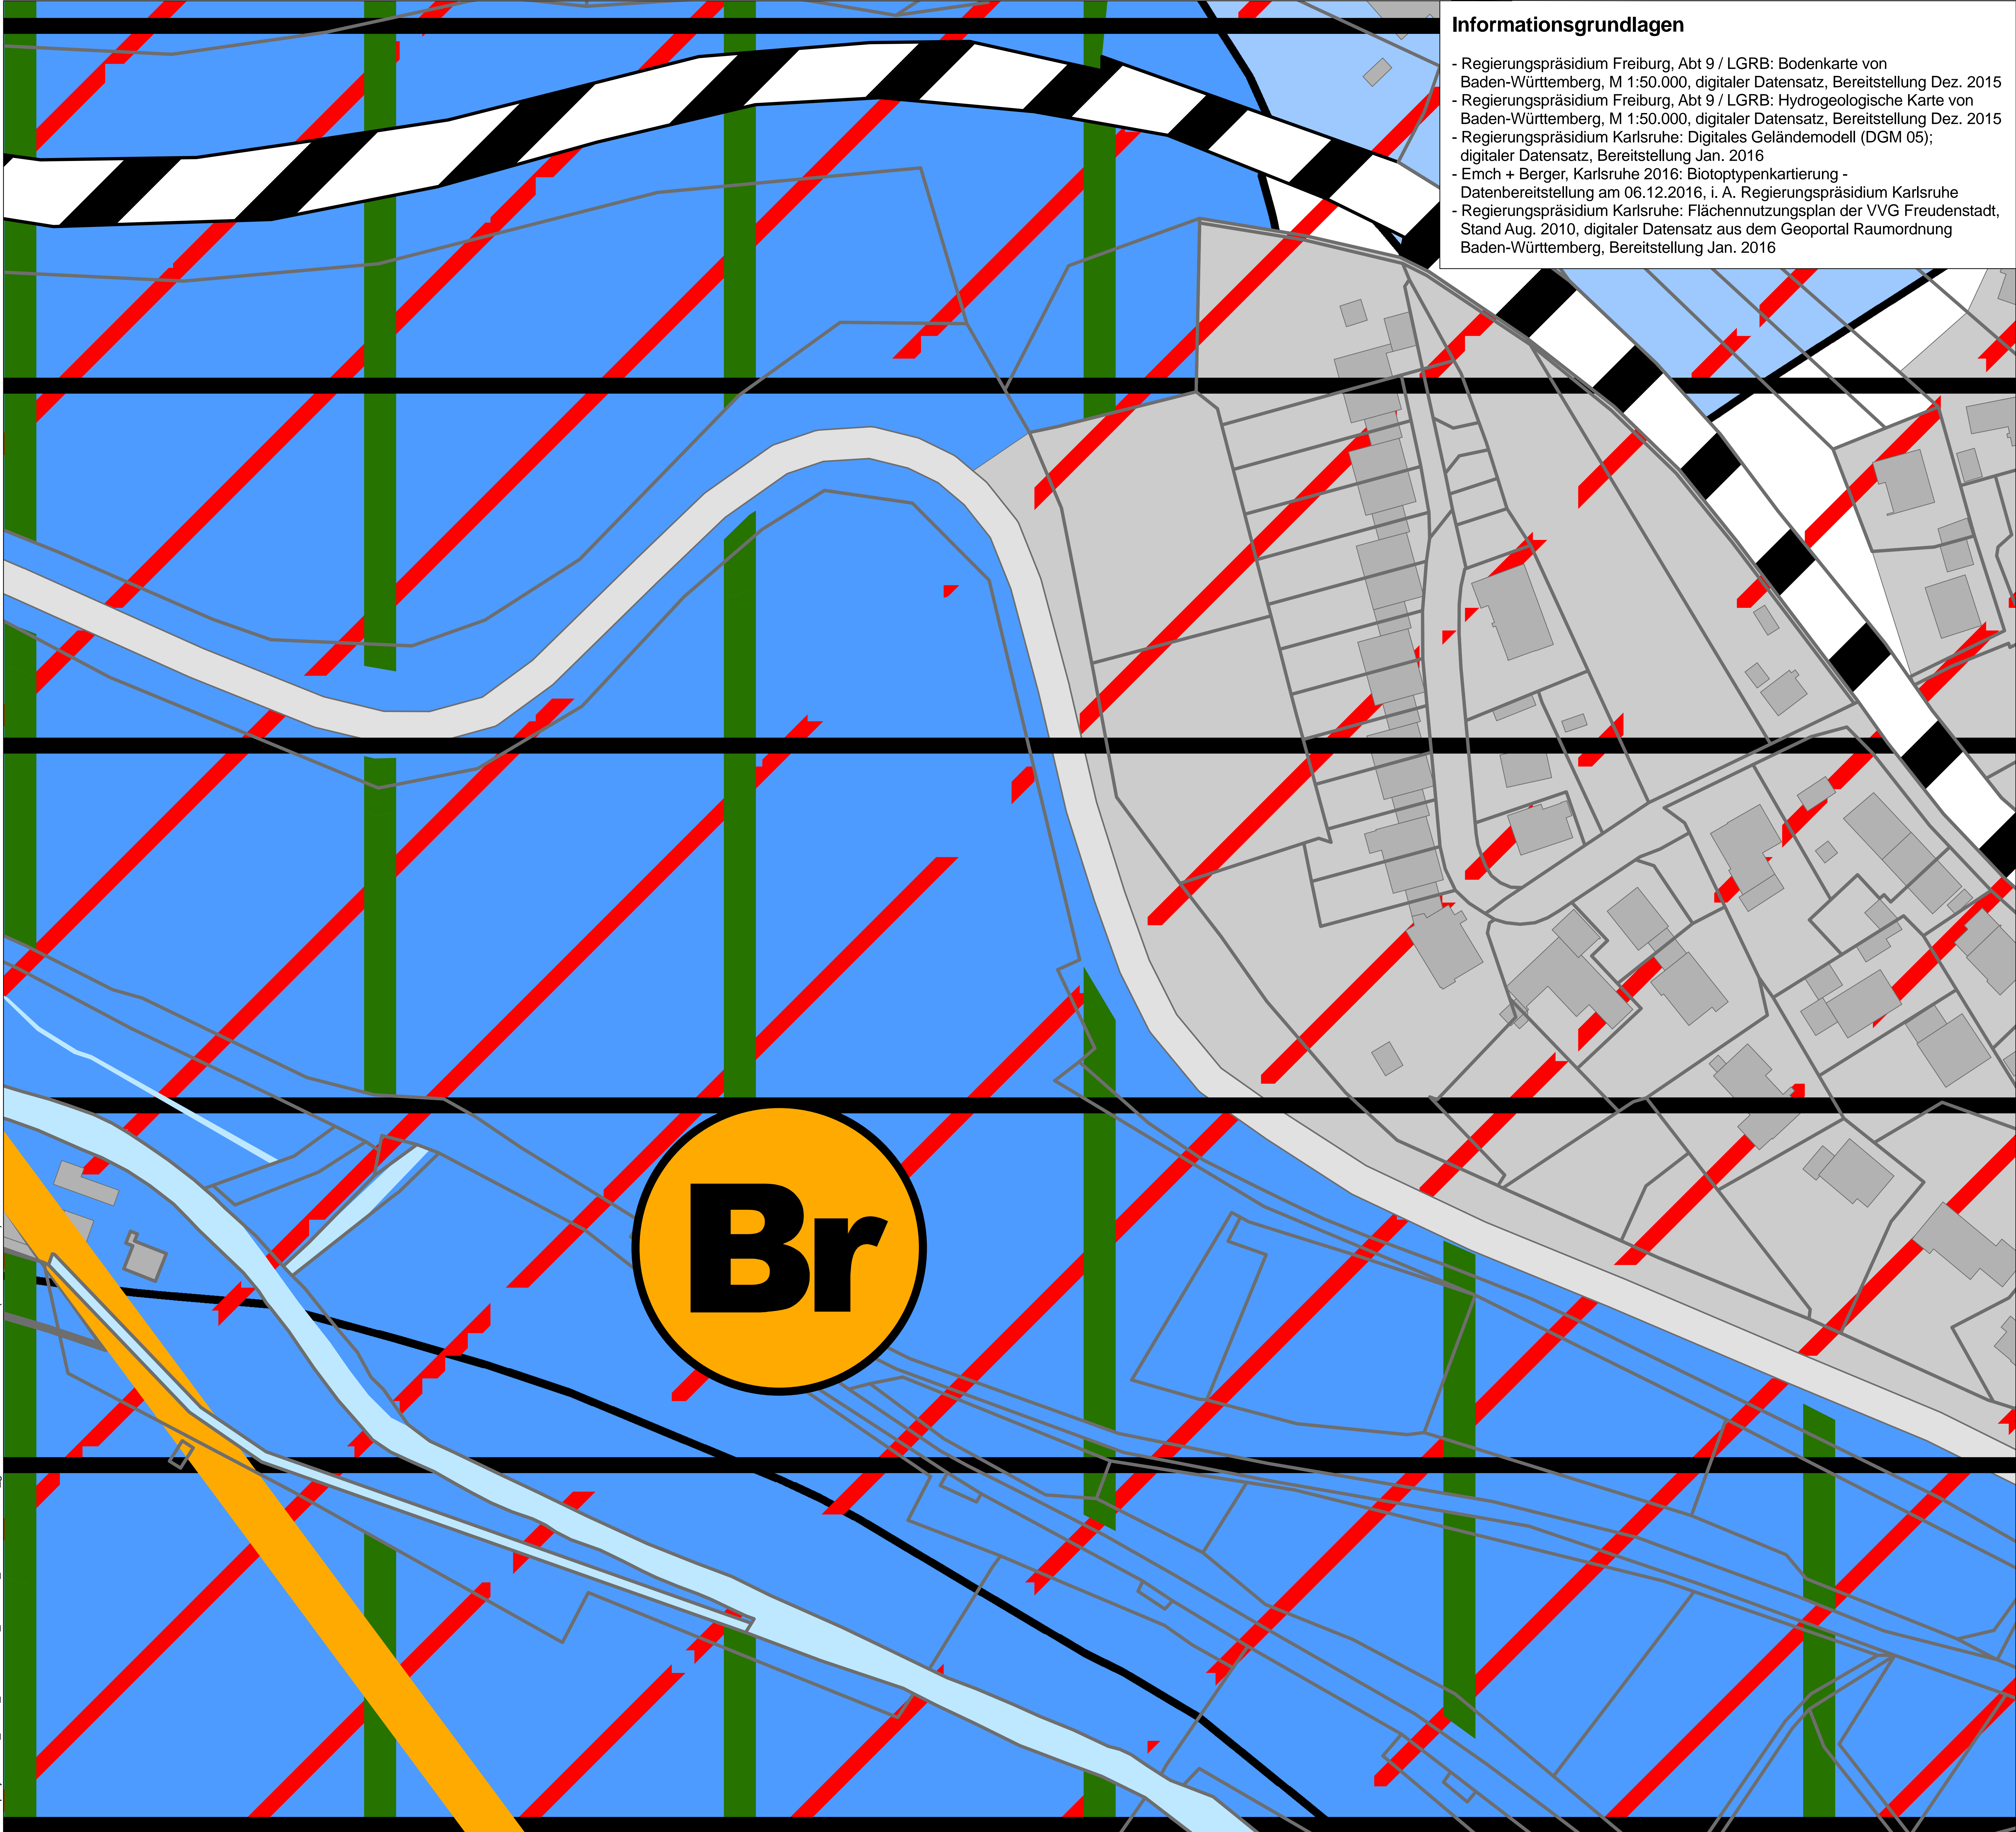 Informationsgrundlagen
- Regierungspräsidium Freiburg, Abt 9 / LGRB: Bodenkarte von
Baden-Württemberg, M 1:50.000, digitaler Datensatz, Bereitstellung Dez. 2015
- Regierungspräsidium Freiburg, Abt 9 / LGRB: Hydrogeologische Karte von
Baden-Württemberg, M 1:50.000, digitaler Datensatz, Bereitstellung Dez. 2015
- Regierungspräsidium Karlsruhe: Digitales Geländemodell (DGM 05);
digitaler Datensatz, Bereitstellung Jan. 2016
- Emch + Berger, Karlsruhe 2016: Biotoptypenkartierung -
Datenbereitstellung am 06.12.2016, i. A. Regierungspräsidium Karlsruhe
- Regierungspräsidium Karlsruhe: Flächennutzungsplan der VVG Freudenstadt,
Stand Aug. 2010, digitaler Datensatz aus dem Geoportal Raumordnung
Baden-Württemberg, Bereitstellung Jan. 2016
Br